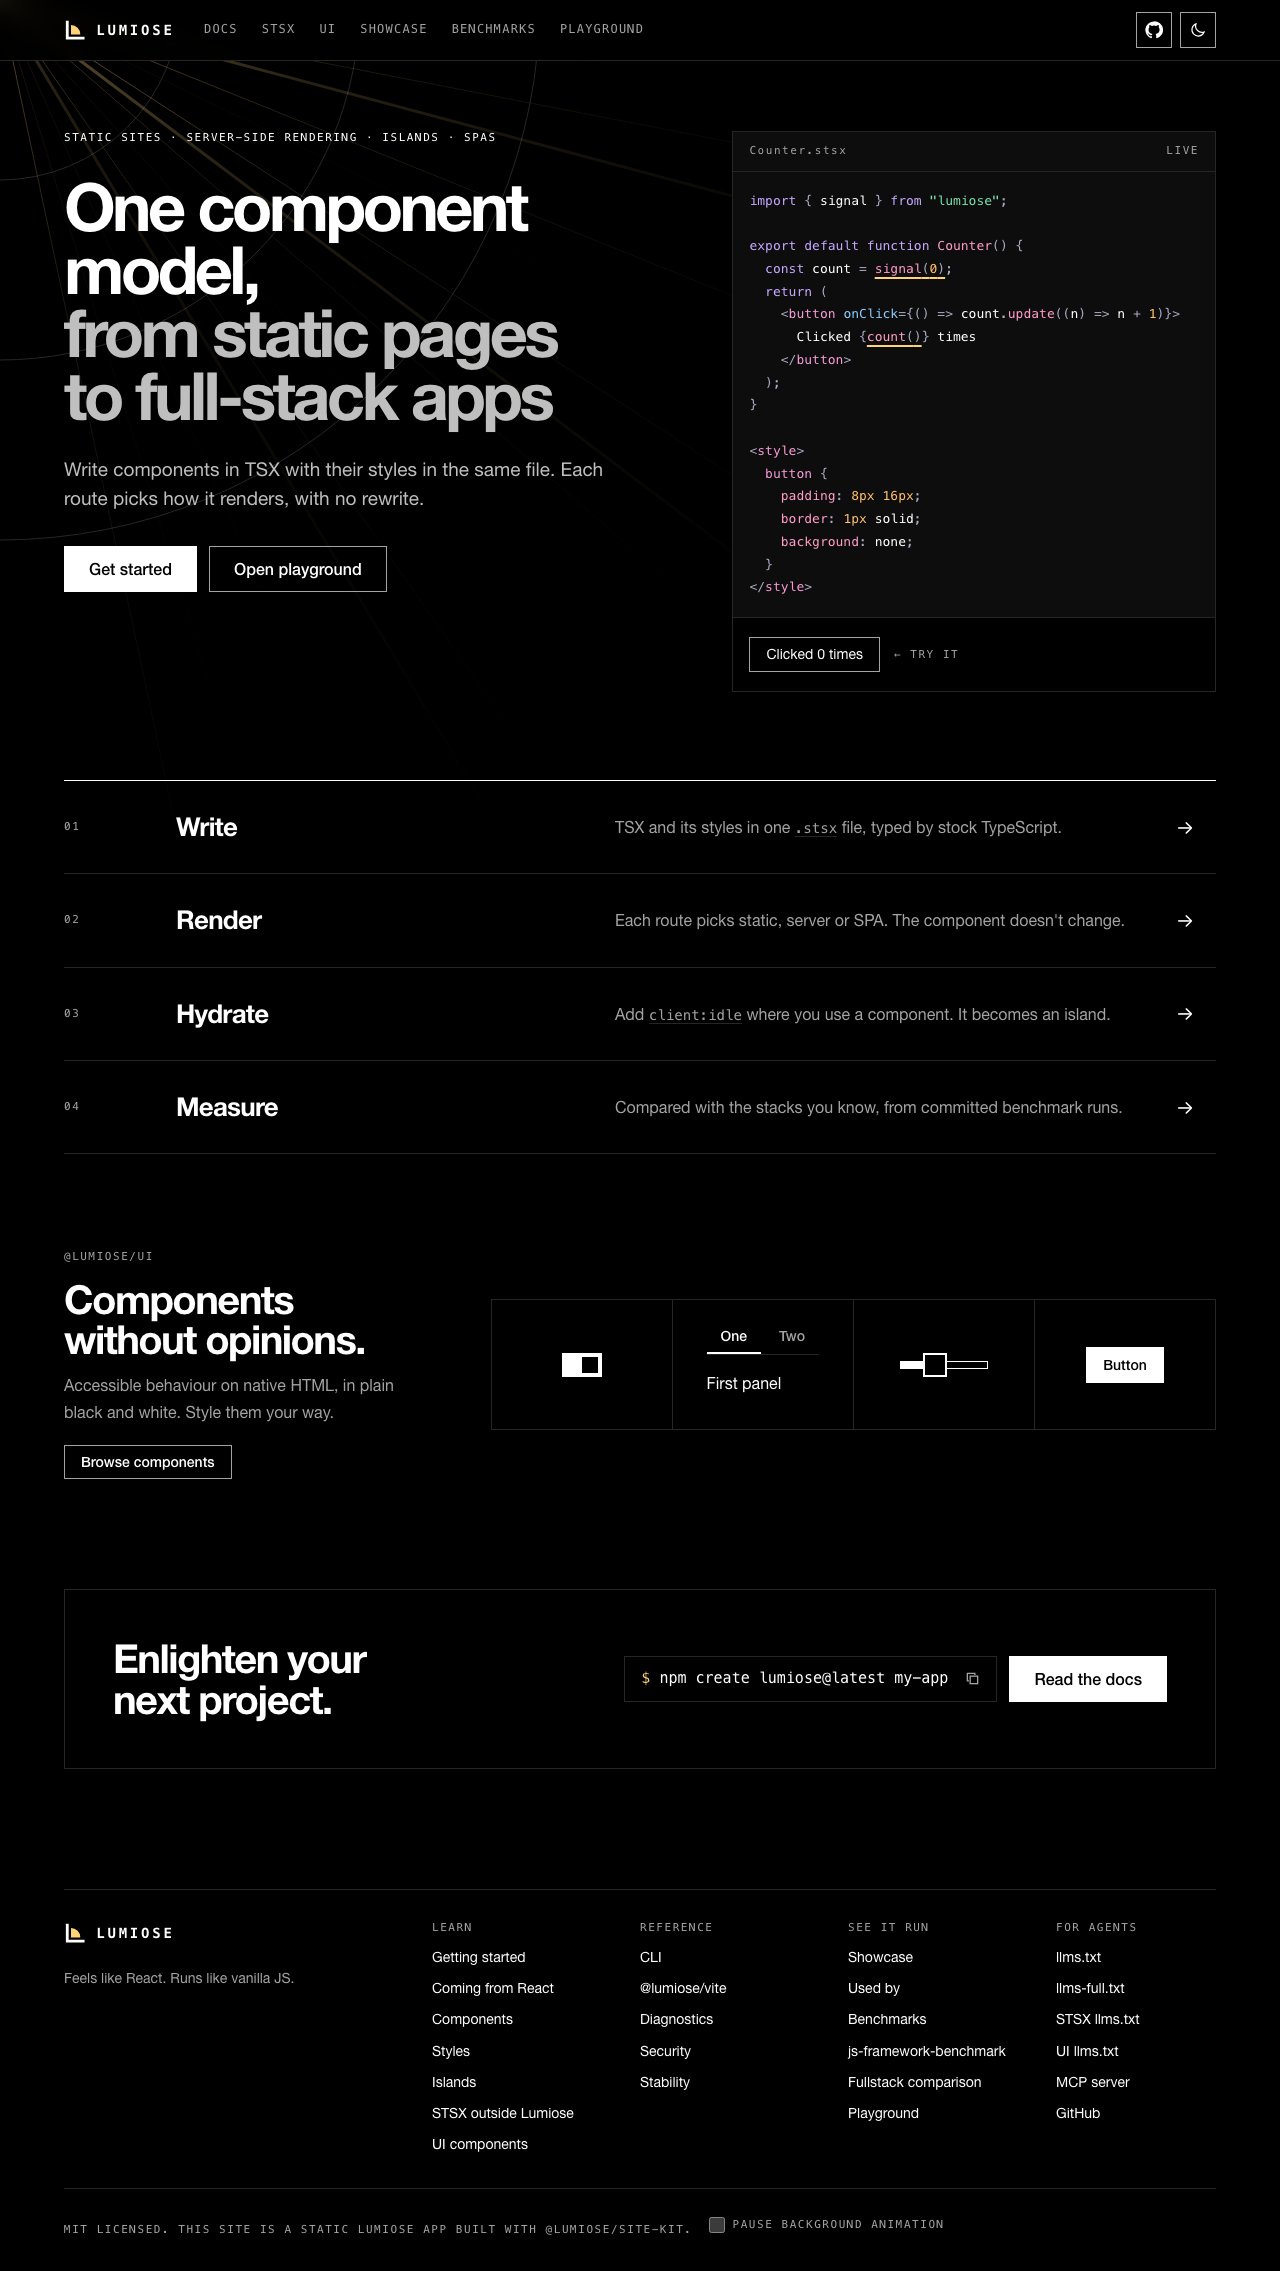 LUMIOSE DOCS STSX UI SHOWCASE BENCHMARKS PLAYGROUND
STATIC SITES · SERVER-SIDE RENDERING · ISLANDS · SPAS
One component
model,
from static pages
to full-stack apps
Write components in TSX with their styles in the same file. Each
route picks how it renders, with no rewrite.
Get started Open playground
Counter.stsx LIVE
import { signal } from "lumiose";
export default function Counter() {
const count = signal(0);
return (
<button onClick={() => count.update((n) => n + 1)}>
Clicked {count()} times
</button>
);
}
<style>
button {
padding: 8px 16px;
border: 1px solid;
background: none;
}
</style>
Clicked 0 times ← TRY IT
01 Write TSX and its styles in one .stsx file, typed by stock TypeScript. →
02 Render Each route picks static, server or SPA. The component doesn't change. →
03 Hydrate Add client:idle where you use a component. It becomes an island. →
04 Measure Compared with the stacks you know, from committed benchmark runs. →
@LUMIOSE/UI
Components
without opinions.
Accessible behaviour on native HTML, in plain
black and white. Style them your way.
Browse components
One Two
First panel
Button
Enlighten your
next project.
$ npm create lumiose@latest my-app
Read the docs
LUMIOSE
Feels like React. Runs like vanilla JS.
LEARN
Getting started
Coming from React
Components
Styles
Islands
STSX outside Lumiose
UI components
REFERENCE
CLI
@lumiose/vite
Diagnostics
Security
Stability
SEE IT RUN
Showcase
Used by
Benchmarks
js-framework-benchmark
Fullstack comparison
Playground
FOR AGENTS
llms.txt
llms-full.txt
STSX llms.txt
UI llms.txt
MCP server
GitHub
MIT LICENSED. THIS SITE IS A STATIC LUMIOSE APP BUILT WITH @LUMIOSE/SITE-KIT. PAUSE BACKGROUND ANIMATION